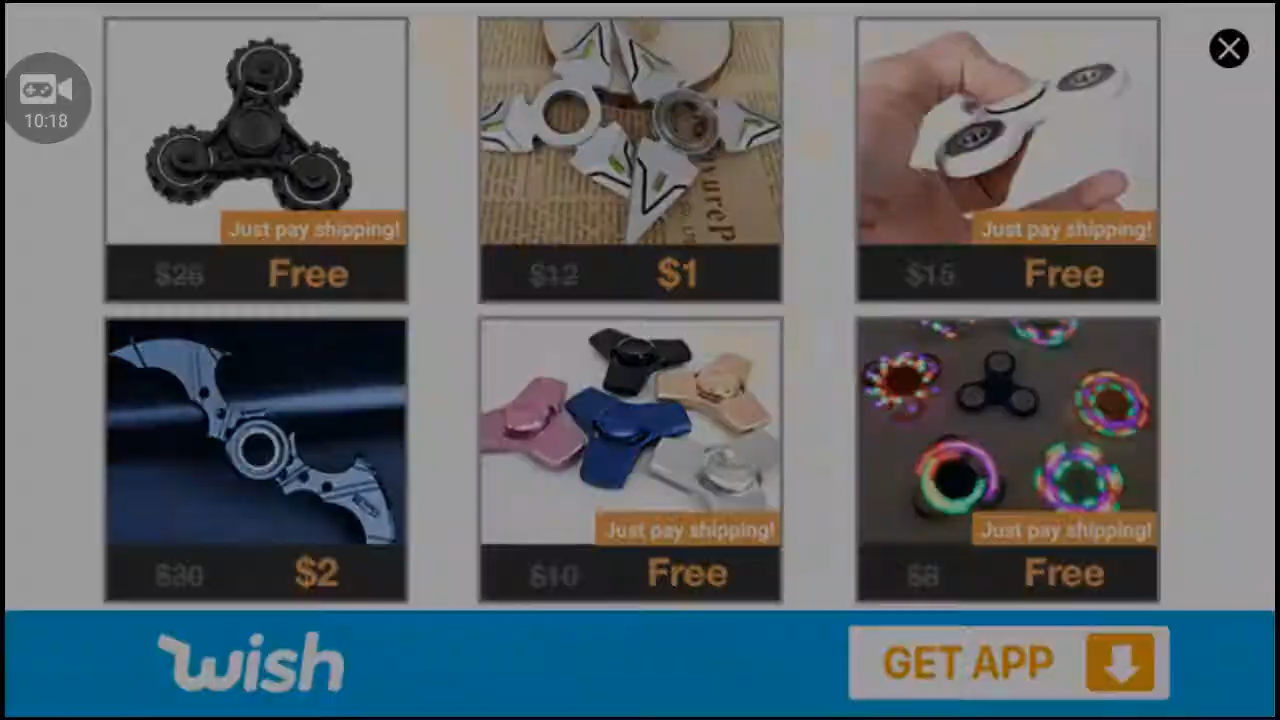 10:18
Just pay shipping!
$25 Free
$12 $1
Just pay shipping!
$15 Free
$30 $2
Just pay shipping!
$10 Free
Just pay shipping!
$8 Free
wish
GET APP